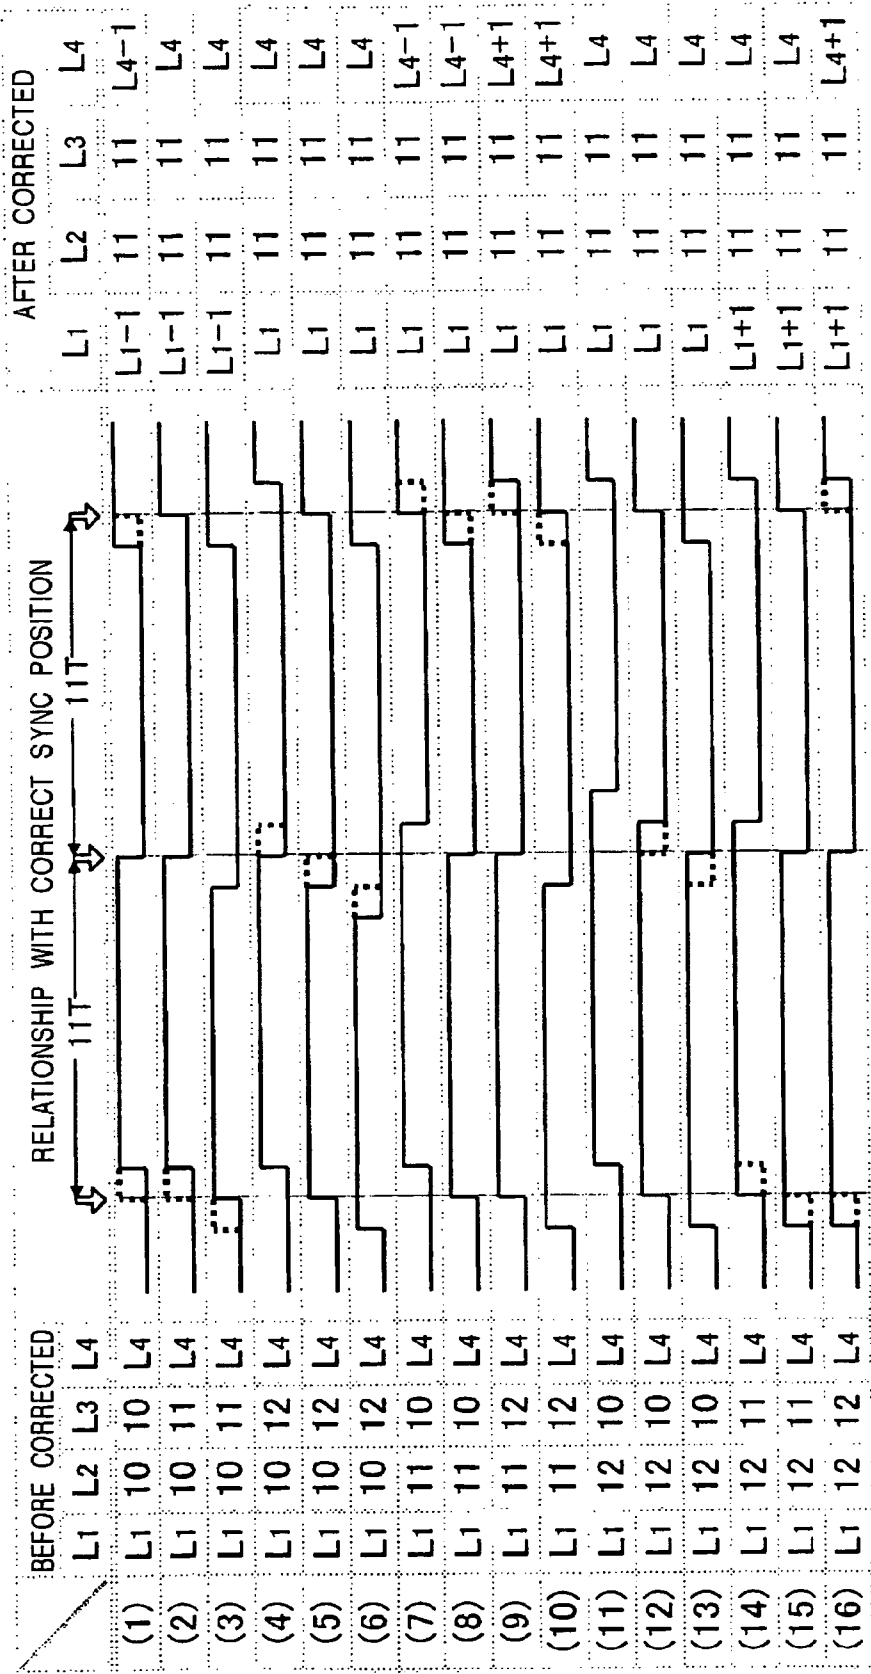 BEFORE CORRECTED RELATIONSHIP WITH CORRECT SYNC POSITION AFTER CORRECTED
L1 L2 L3 L4 11T 11T L1 L2 L3 L4
(1) L1 10 10 L4 L1-1 11 11 L4-1
(2) L1 10 11 L4 L1-1 11 11 L4
(3) L1 10 11 L4 L1-1 11 11 L4
(4) L1 10 12 L4 L1 11 11 L4
(5) L1 10 12 L4 L1 11 11 L4
(6) L1 10 12 L4 L1 11 11 L4
(7) L1 11 10 L4 L1 11 11 L4-1
(8) L1 11 10 L4 L1 11 11 L4-1
(9) L1 11 12 L4 L1 11 11 L4+1
(10) L1 11 12 L4 L1 11 11 L4+1
(11) L1 12 10 L4 L1 11 11 L4
(12) L1 12 10 L4 L1 11 11 L4
(13) L1 12 10 L4 L1 11 11 L4
(14) L1 12 11 L4 L1+1 11 11 L4
(15) L1 12 11 L4 L1+1 11 11 L4
(16) L1 12 12 L4 L1+1 11 11 L4+1